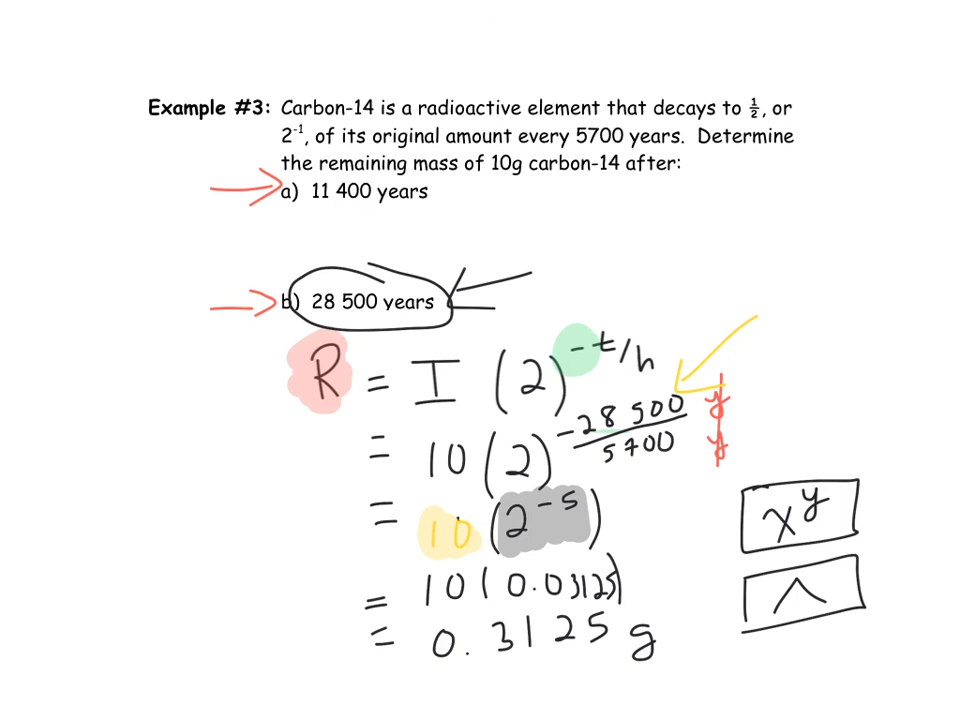 Example #3: Carbon-14 is a radioactive element that decays to ½, or
2⁻¹, of its original amount every 5700 years. Determine
the remaining mass of 10g carbon-14 after:
a) 11 400 years
b) 28 500 years
R = I (2)^-t/h
= 10 (2)^-28 500/5700 y/y
= 10 (2^-5)
x^y
= 10 (0.03125)
^
= 0.3125 g